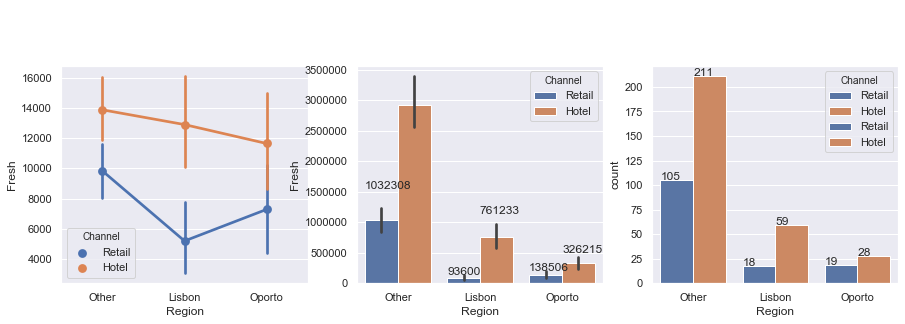 16000
14000
12000
10000
8000
6000
4000
Fresh
Channel
Retail
Hotel
Other
Lisbon
Oporto
Region
3500000
3000000
2500000
2000000
1500000
1000000
500000
0
Fresh
Channel
Retail
Hotel
1032308
93600
761233
138506
326215
Other
Lisbon
Oporto
Region
200
175
150
125
100
75
50
25
0
count
Channel
Retail
Hotel
Retail
Hotel
105
211
18
59
19
28
Other
Lisbon
Oporto
Region